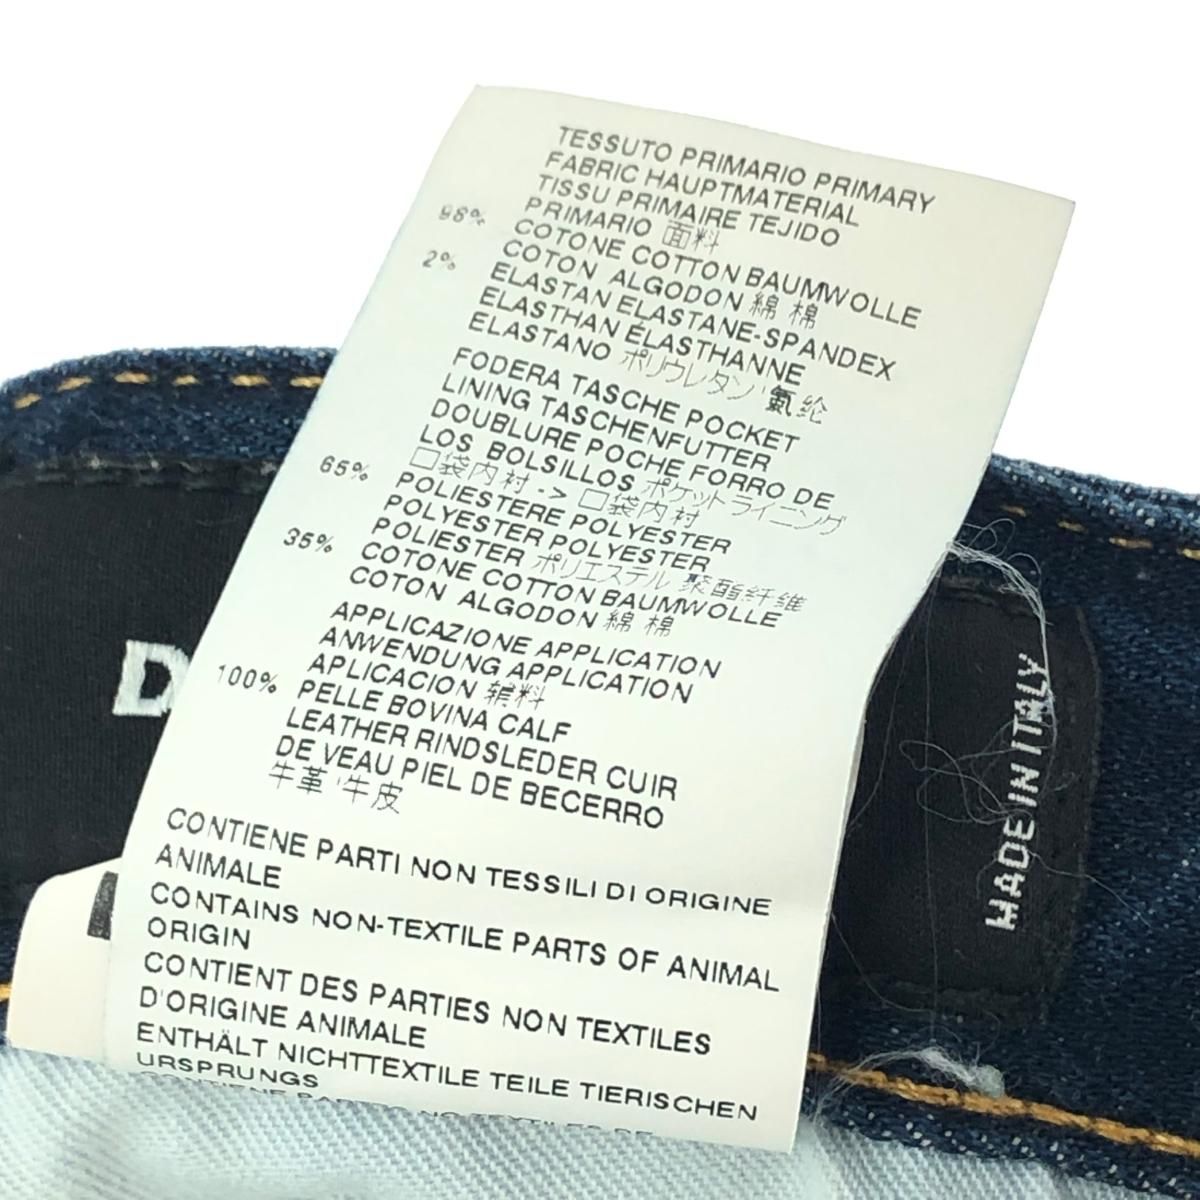 TESSUTO PRIMARIO PRIMARY
FABRIC HAUPTMATERIAL
TISSU PRIMAIRE TEJIDO
PRIMARIO 面料
98% COTONE COTTON BAUMWOLLE
COTON ALGODON 綿 棉
2% ELASTAN ELASTANE-SPANDEX
ELASTHAN ÉLASTHANNE
ELASTANO ポリウレタン 氨纶
FODERA TASCHE POCKET
LINING TASCHENFUTTER
DOUBLURE POCHE FORRO DE
LOS BOLSILLOS ポケットライニング
口袋内衬 -> 口袋内村
65% POLIESTERE POLYESTER
POLYESTER POLYESTER
POLIESTER ポリエステル 聚酯纤维
35% COTONE COTTON BAUMWOLLE
COTON ALGODON 綿 棉
APPLICAZIONE APPLICATION
ANWENDUNG APPLICATION
APLICACION 辅料
100% PELLE BOVINA CALF
LEATHER RINDSLEDER CUIR
DE VEAU PIEL DE BECERRO
牛革 牛皮
CONTIENE PARTI NON TESSILI DI ORIGINE
ANIMALE
CONTAINS NON-TEXTILE PARTS OF ANIMAL
ORIGIN
CONTIENT DES PARTIES NON TEXTILES
D'ORIGINE ANIMALE
ENTHÄLT NICHTTEXTILE TEILE TIERISCHEN
URSPRUNGS
CONTIENE PARTES NO TEXTILES DE
D
MADE IN ITALY